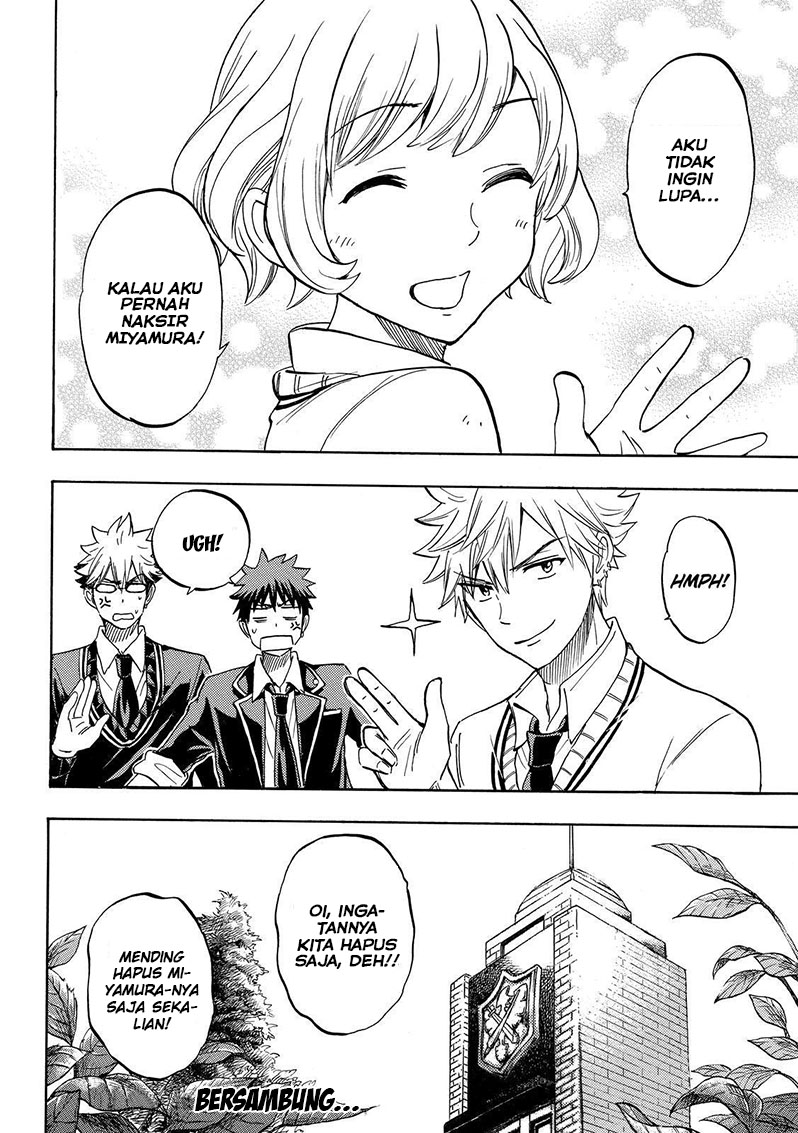 AKU
TIDAK
INGIN
LUPA...
KALAU AKU
PERNAH
NAKSIR
MIYAMURA!
HMPH!
UGH!
OI, INGA-
TANNYA
KITA HAPUS
SAJA, DEH!!
MENDING
HAPUS MI-
YAMURA-NYA
SAJA SEKA-
LIAN!
BERSAMBUNG...